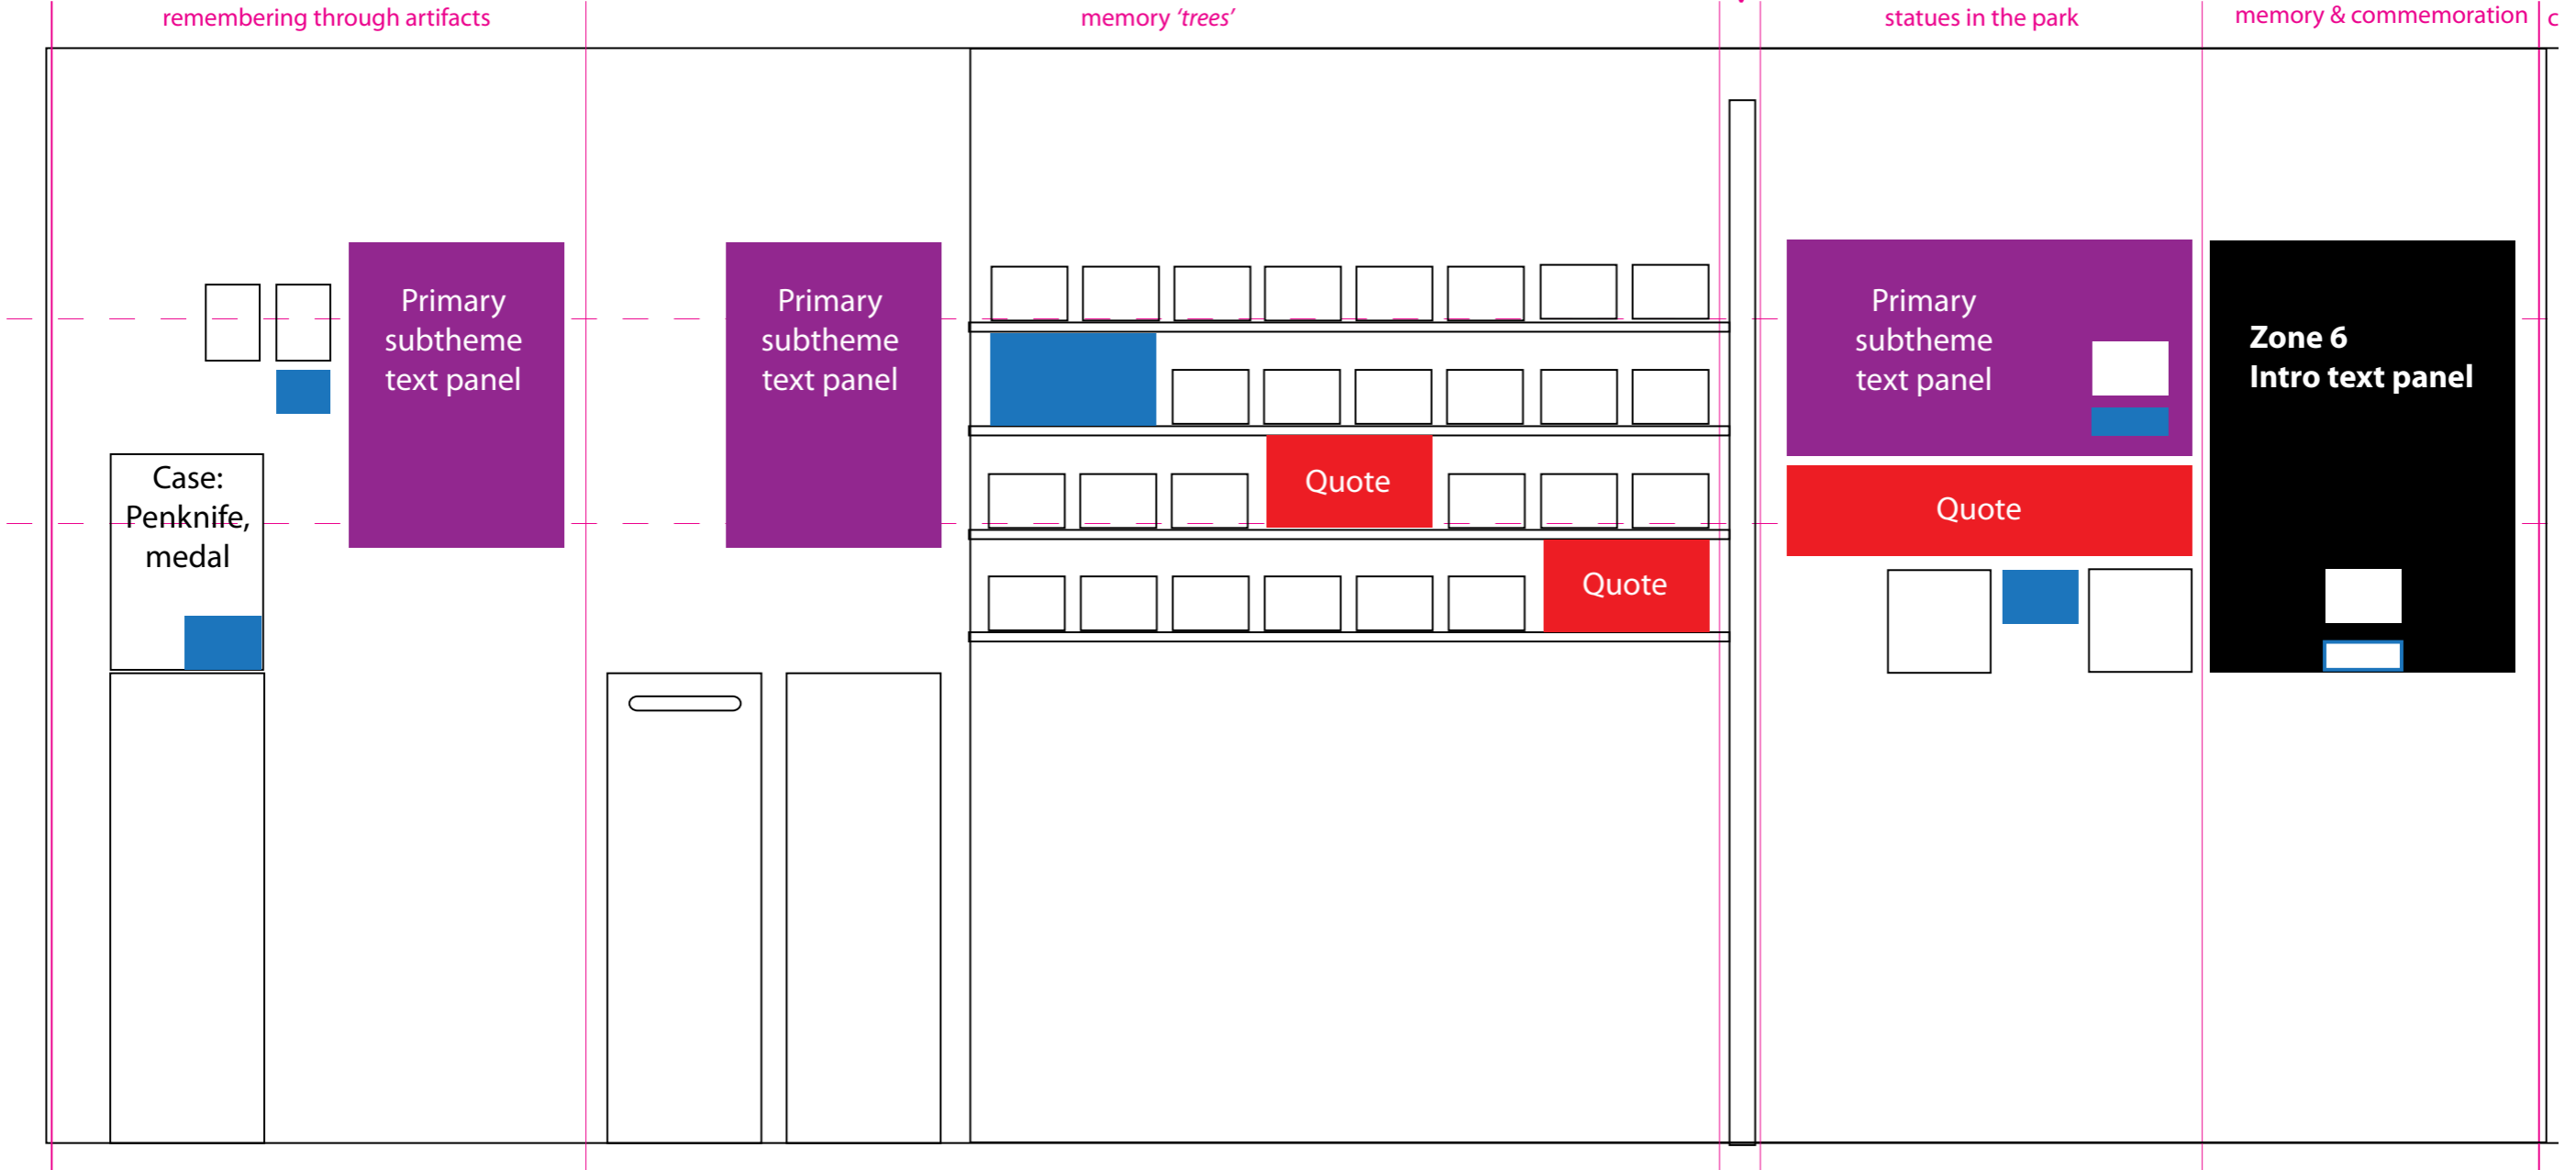 remembering through artifacts
memory 'trees'
statues in the park
memory & commemoration
c
Primary
subtheme
text panel
Case:
Penknife,
medal
Primary
subtheme
text panel
Quote
Quote
Primary
subtheme
text panel
Quote
Zone 6
Intro text panel